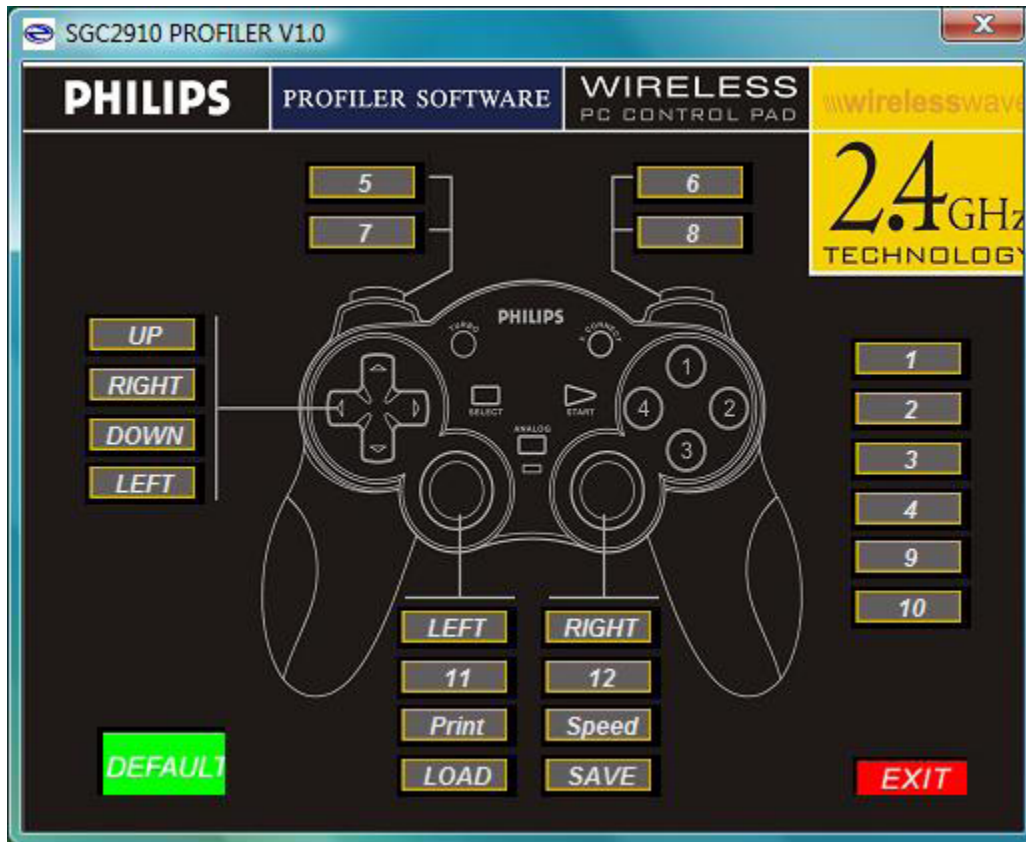 SGC2910 PROFILER V1.0
X
PHILIPS
PROFILER SOFTWARE
WIRELESS
PC CONTROL PAD
wirelesswave
2.4GHz
TECHNOLOGY
5
7
6
8
UP
RIGHT
DOWN
LEFT
TURBO
PHILIPS
CONNECT
SELECT
START
ANALOG
1
2
3
4
1
2
3
4
9
10
LEFT
11
Print
LOAD
RIGHT
12
Speed
SAVE
DEFAULT
EXIT